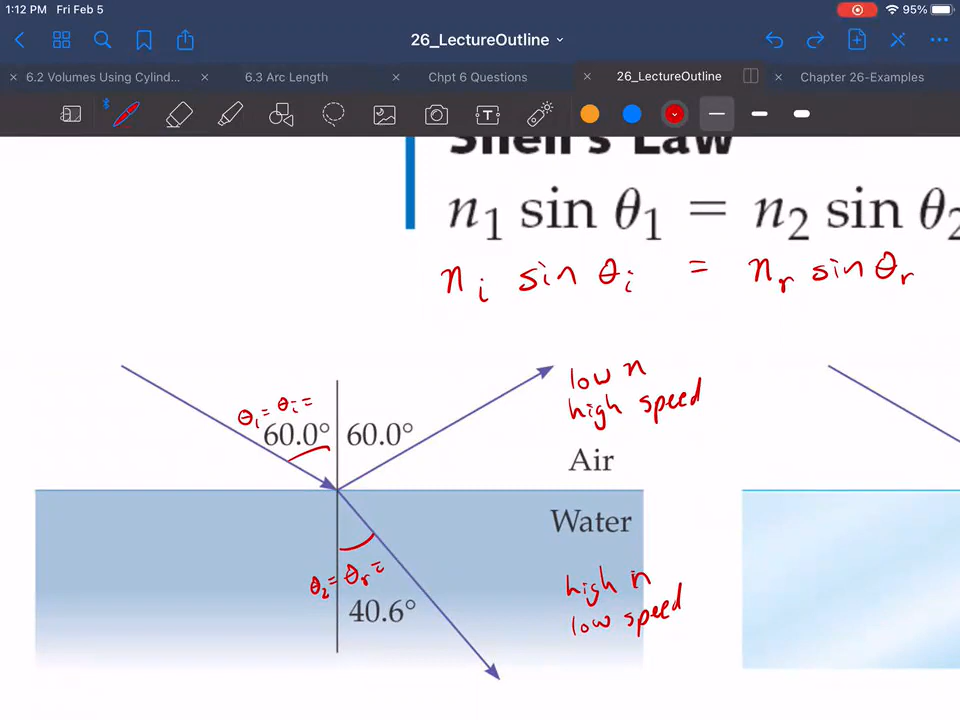 1:12 PM Fri Feb 5
95%
26_LectureOutline
6.2 Volumes Using Cylind...
6.3 Arc Length
Chpt 6 Questions
26_LectureOutline
Chapter 26-Examples
Snell's Law
n₁ sin θ₁ = n₂ sin θ₂
nᵢ sin θᵢ = nᵣ sin θᵣ
low n
high speed
θ₁ = θᵢ =
60.0° 60.0°
Air
Water
θ₂ = θᵣ =
high n
low speed
40.6°